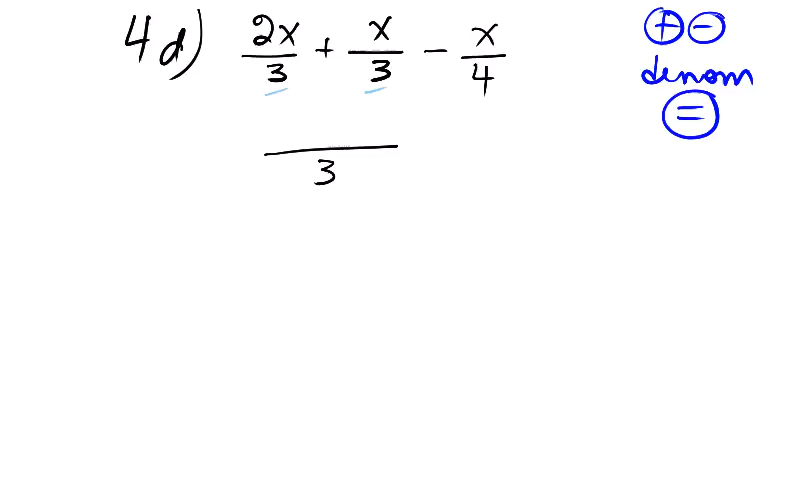 4d) 2x/3 + x/3 - x/4
3
+ -
denom
=